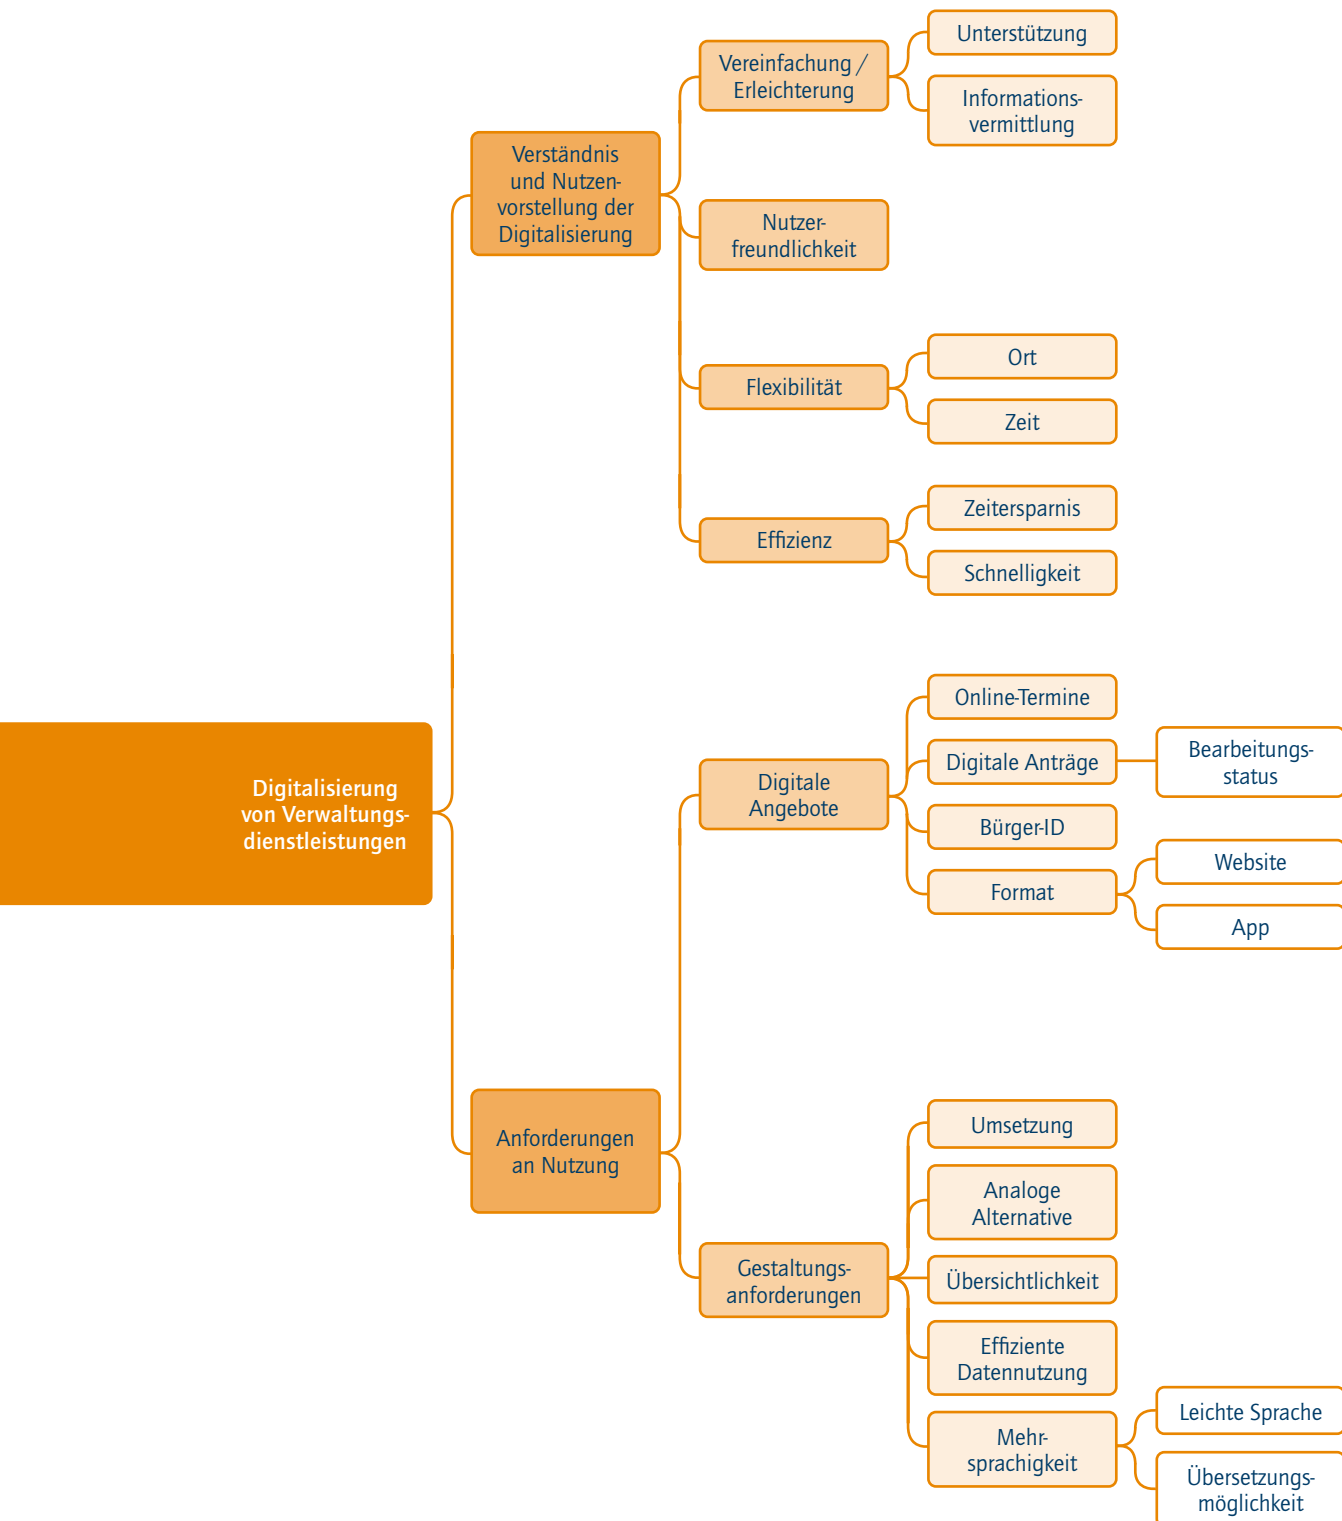 Unterstützung
Vereinfachung /
Erleichterung
Informations-
vermittlung
Verständnis
und Nutzen-
vorstellung der
Digitalisierung
Nutzer-
freundlichkeit
Ort
Flexibilität
Zeit
Zeitersparnis
Effizienz
Schnelligkeit
Online-Termine
Digitale Anträge
Bearbeitungs-
status
Digitale
Angebote
Digitalisierung
von Verwaltungs-
dienstleistungen
Bürger-ID
Website
Format
App
Umsetzung
Anforderungen
an Nutzung
Analoge
Alternative
Gestaltungs-
anforderungen
Übersichtlichkeit
Effiziente
Datennutzung
Leichte Sprache
Mehr-
sprachigkeit
Übersetzungs-
möglichkeit